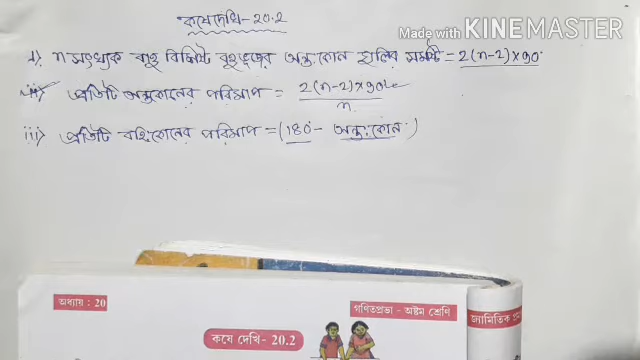 Made with KINEMASTER
কষে দেখি - 20.2
i) n সংখ্যক বাহু বিশিষ্ট বহুভুজের অন্তঃকোন গুলির সমষ্টি = 2(n-2)×90°
ii) প্রতিটি অন্তঃকোনের পরিমাপ = 2(n-2)×90°
n
iii) প্রতিটি বহিঃকোনের পরিমাপ = (180° - অন্তঃকোন)
অধ্যায় : 20
গণিতপ্রভা - অষ্টম শ্রেণি
জ্যামিতিক
কষে দেখি- 20.2